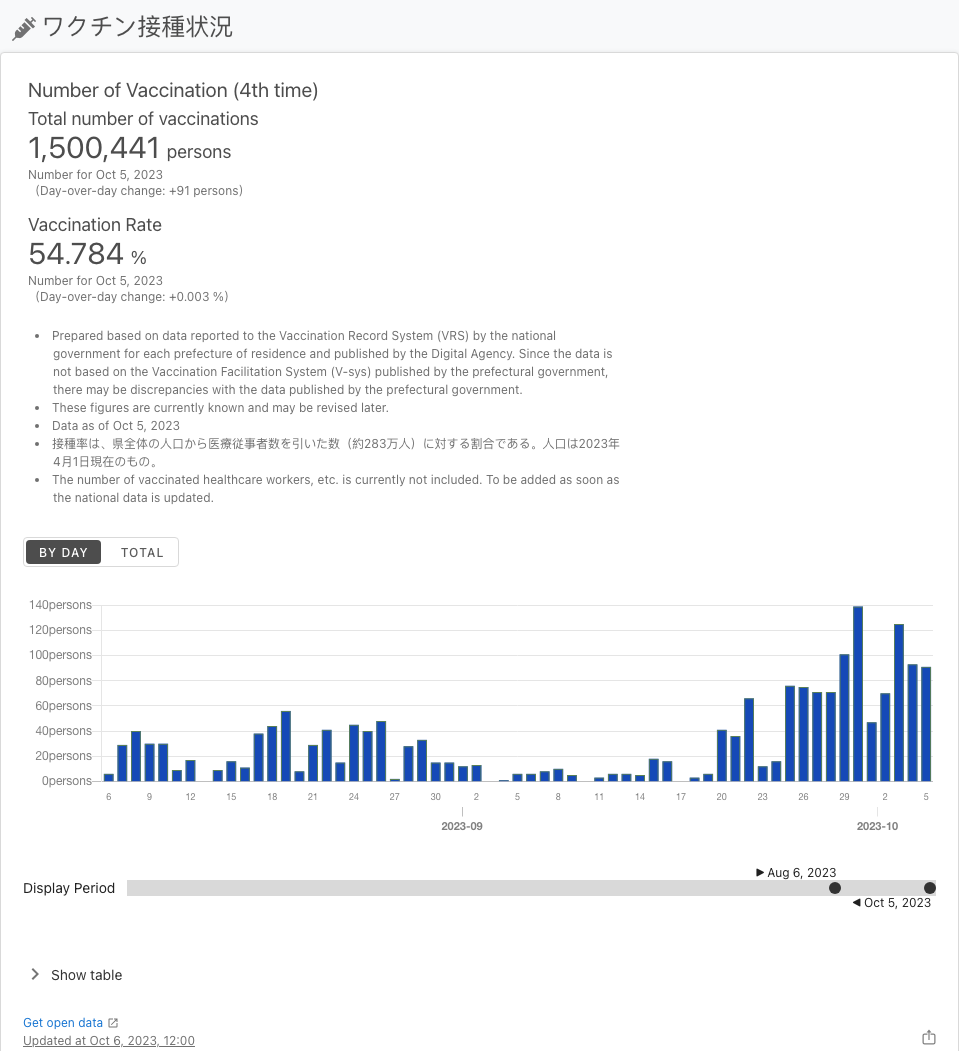 ワクチン接種状況
Number of Vaccination (4th time)
Total number of vaccinations
1,500,441 persons
Number for Oct 5, 2023
(Day-over-day change: +91 persons)
Vaccination Rate
54.784 %
Number for Oct 5, 2023
(Day-over-day change: +0.003 %)
• Prepared based on data reported to the Vaccination Record System (VRS) by the national
government for each prefecture of residence and published by the Digital Agency. Since the data is
not based on the Vaccination Facilitation System (V-sys) published by the prefectural government,
there may be discrepancies with the data published by the prefectural government.
• These figures are currently known and may be revised later.
• Data as of Oct 5, 2023
• 接種率は、県全体の人口から医療従事者数を引いた数（約283万人）に対する割合である。人口は2023年
4月1日現在のもの。
• The number of vaccinated healthcare workers, etc. is currently not included. To be added as soon as
the national data is updated.
BY DAY TOTAL
140persons
120persons
100persons
80persons
60persons
40persons
20persons
0persons
6 9 12 15 18 21 24 27 30 2 5 8 11 14 17 20 23 26 29 2 5
2023-09 2023-10
Aug 6, 2023
Display Period
Oct 5, 2023
Show table
Get open data
Updated at Oct 6, 2023, 12:00